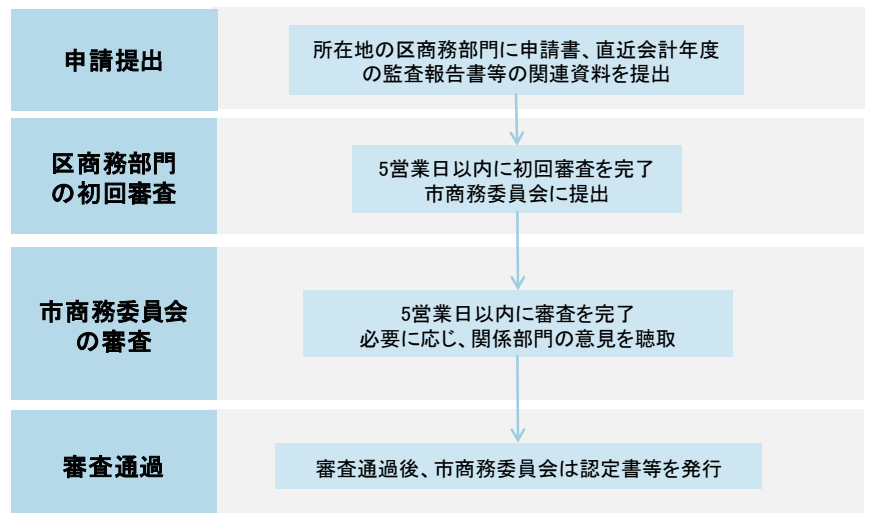 申請提出
所在地の区商務部門に申請書、直近会計年度
の監査報告書等の関連資料を提出
区商務部門
の初回審査
5営業日以内に初回審査を完了
市商務委員会に提出
市商務委員会
の審査
5営業日以内に審査を完了
必要に応じ、関係部門の意見を聴取
審査通過
審査通過後、市商務委員会は認定書等を発行